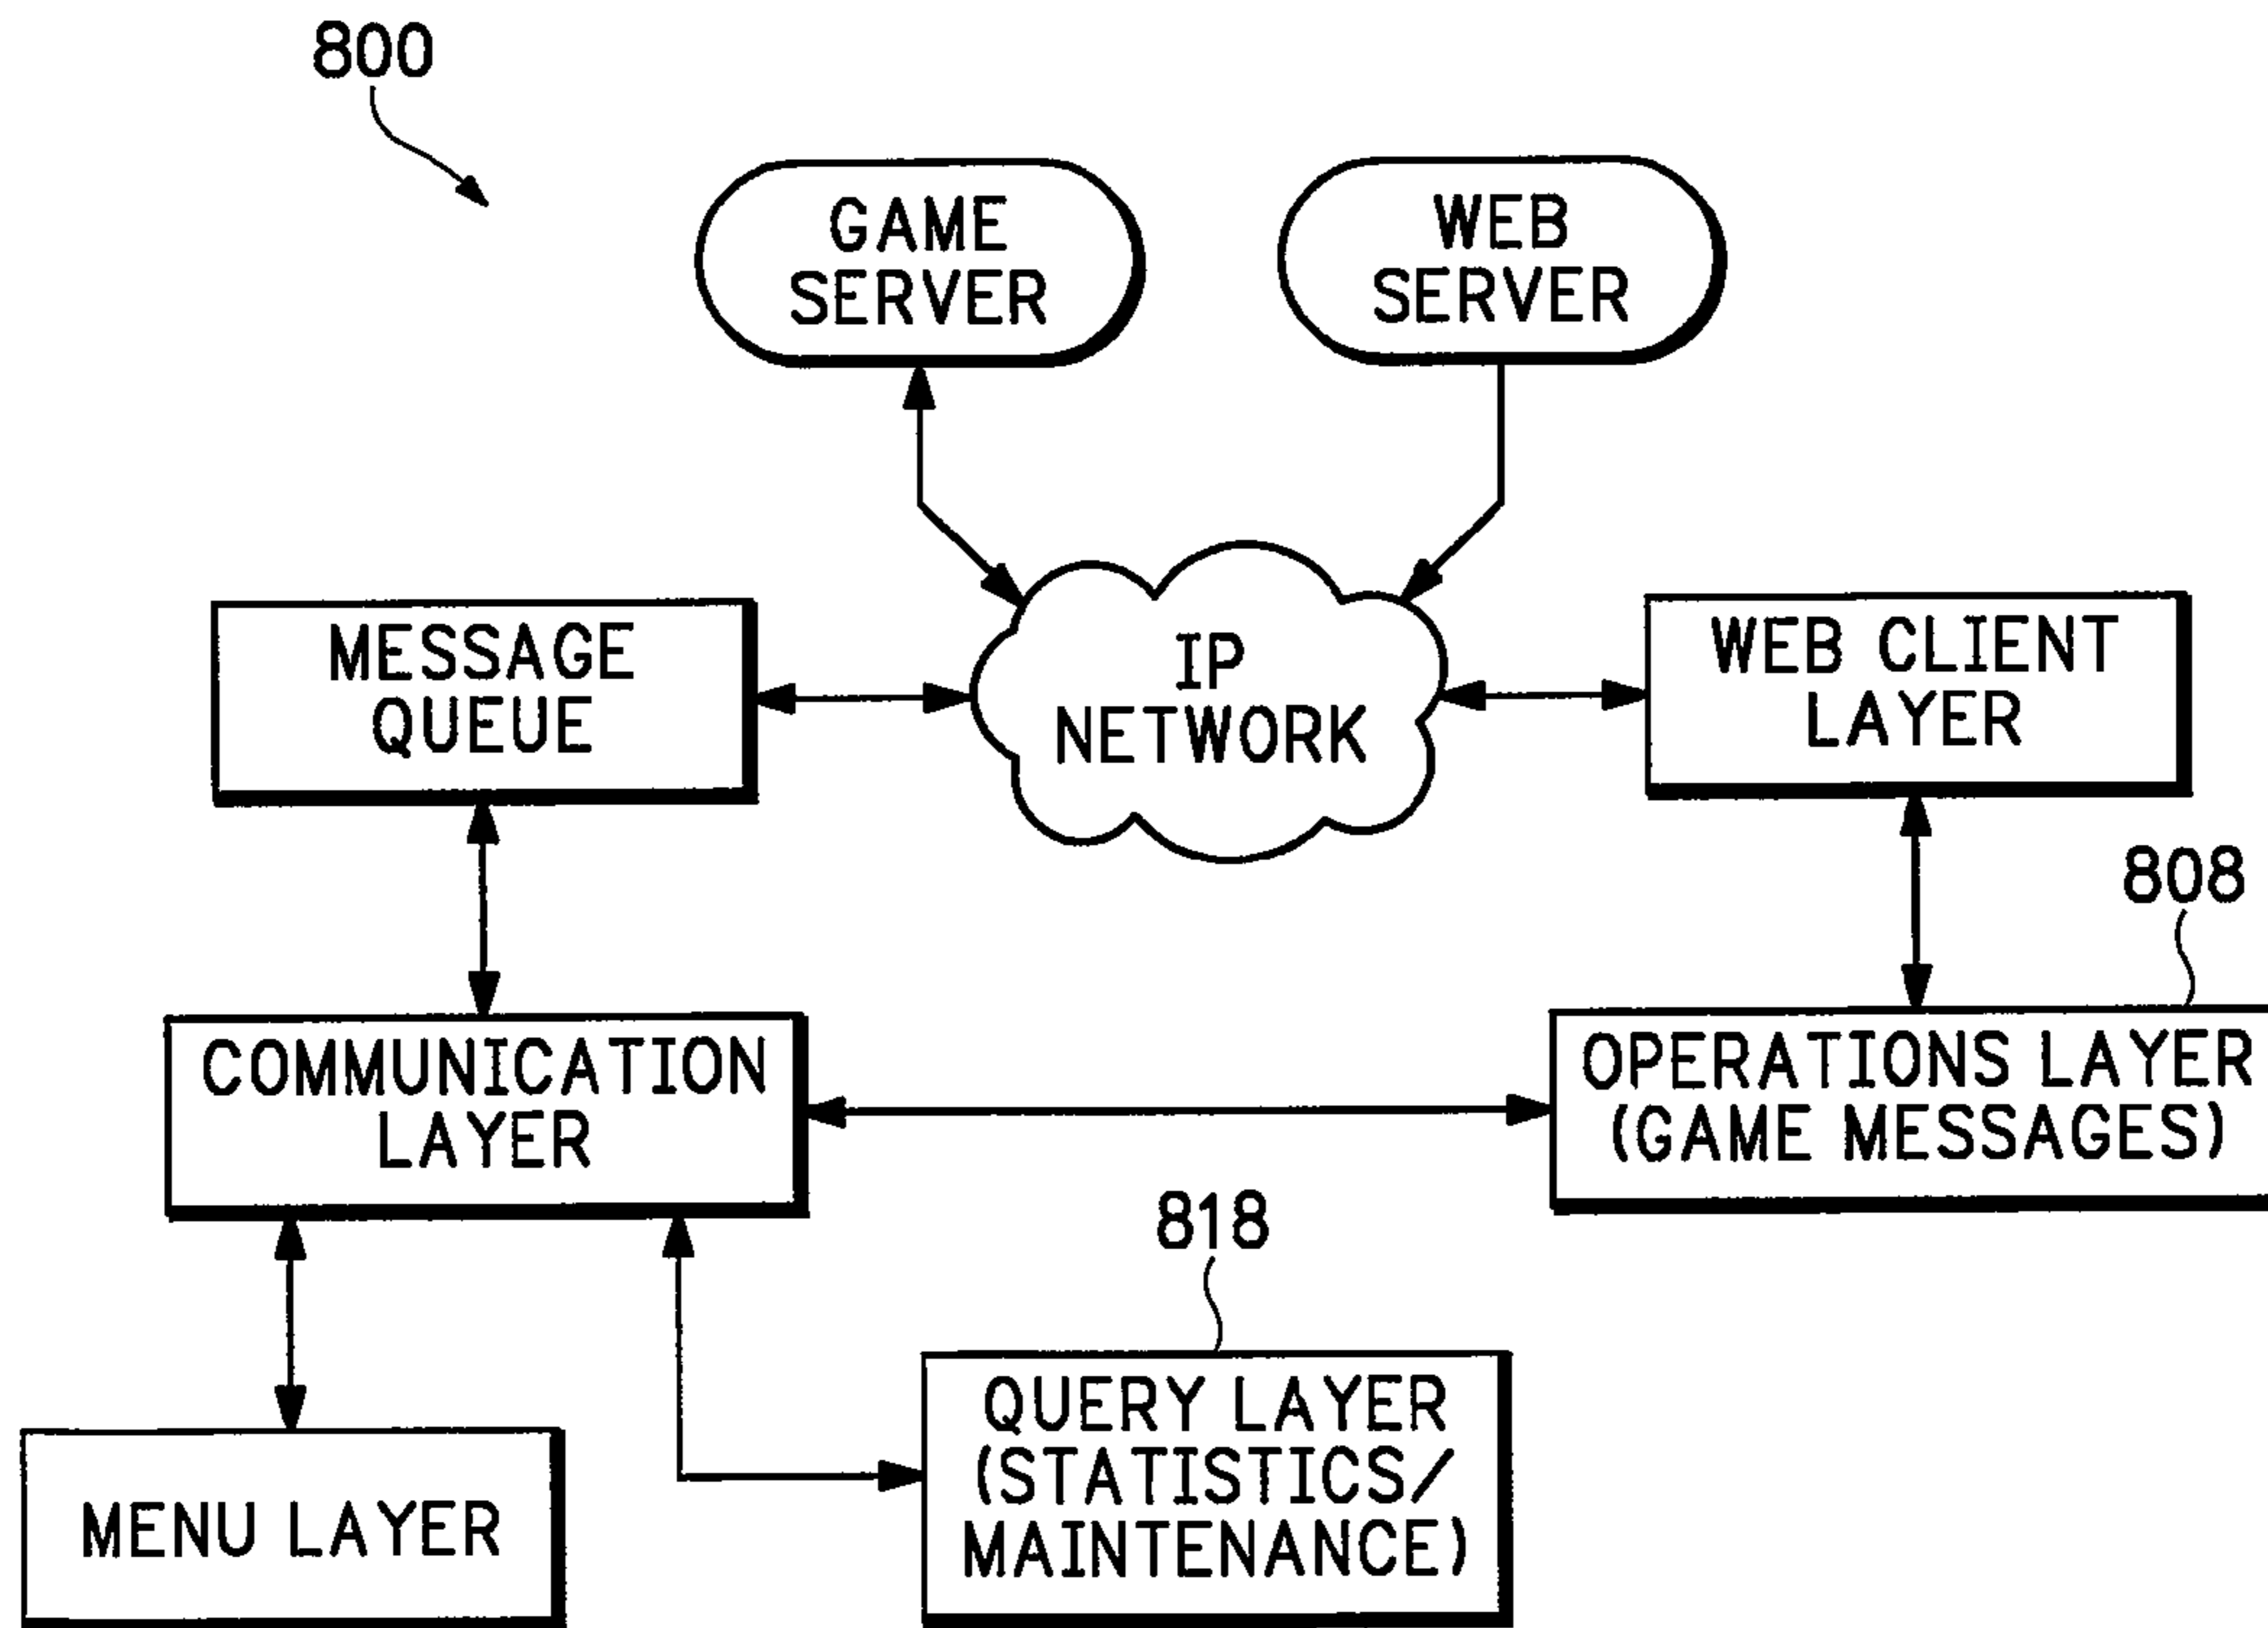 800
GAME
SERVER
WEB
SERVER
MESSAGE
QUEUE
IP
NETWORK
WEB CLIENT
LAYER
808
COMMUNICATION
LAYER
OPERATIONS LAYER
(GAME MESSAGES)
818
QUERY LAYER
(STATISTICS/
MAINTENANCE)
MENU LAYER